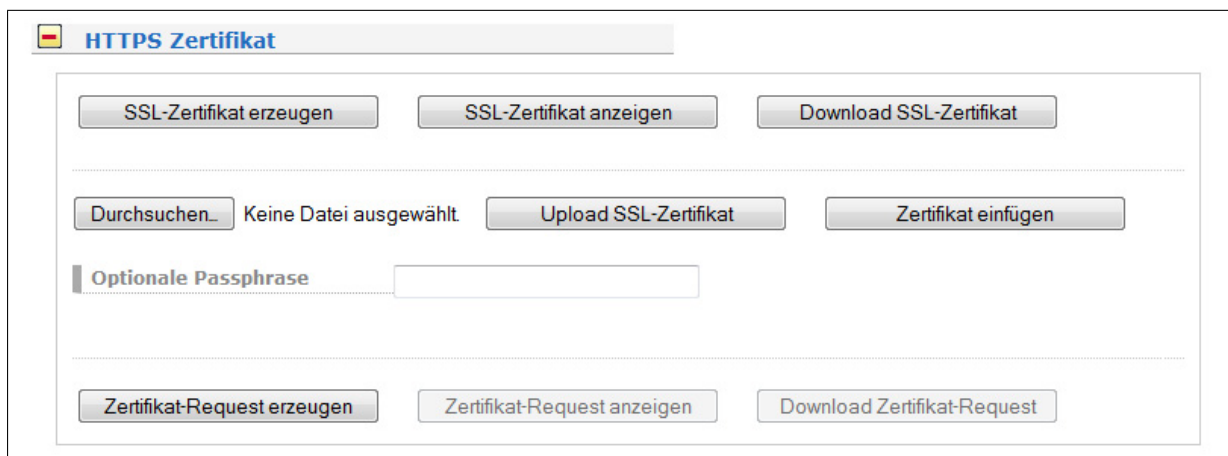 HTTPS Zertifikat
SSL-Zertifikat erzeugen SSL-Zertifikat anzeigen Download SSL-Zertifikat
Durchsuchen... Keine Datei ausgewählt. Upload SSL-Zertifikat Zertifikat einfügen
Optionale Passphrase
Zertifikat-Request erzeugen Zertifikat-Request anzeigen Download Zertifikat-Request